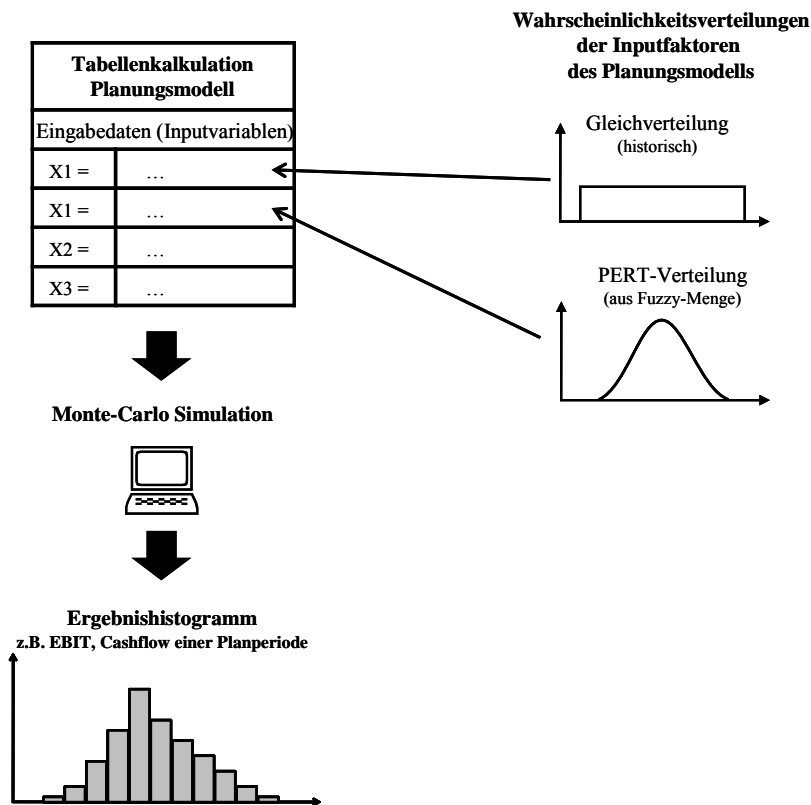 Wahrscheinlichkeitsverteilungen
der Inputfaktoren
des Planungsmodells
Tabellenkalkulation
Planungsmodell
Eingabedaten (Inputvariablen)
X1 = …
X1 = …
X2 = …
X3 = …
Gleichverteilung
(historisch)
PERT-Verteilung
(aus Fuzzy-Menge)
Monte-Carlo Simulation
Ergebnishistogramm
z.B. EBIT, Cashflow einer Planperiode